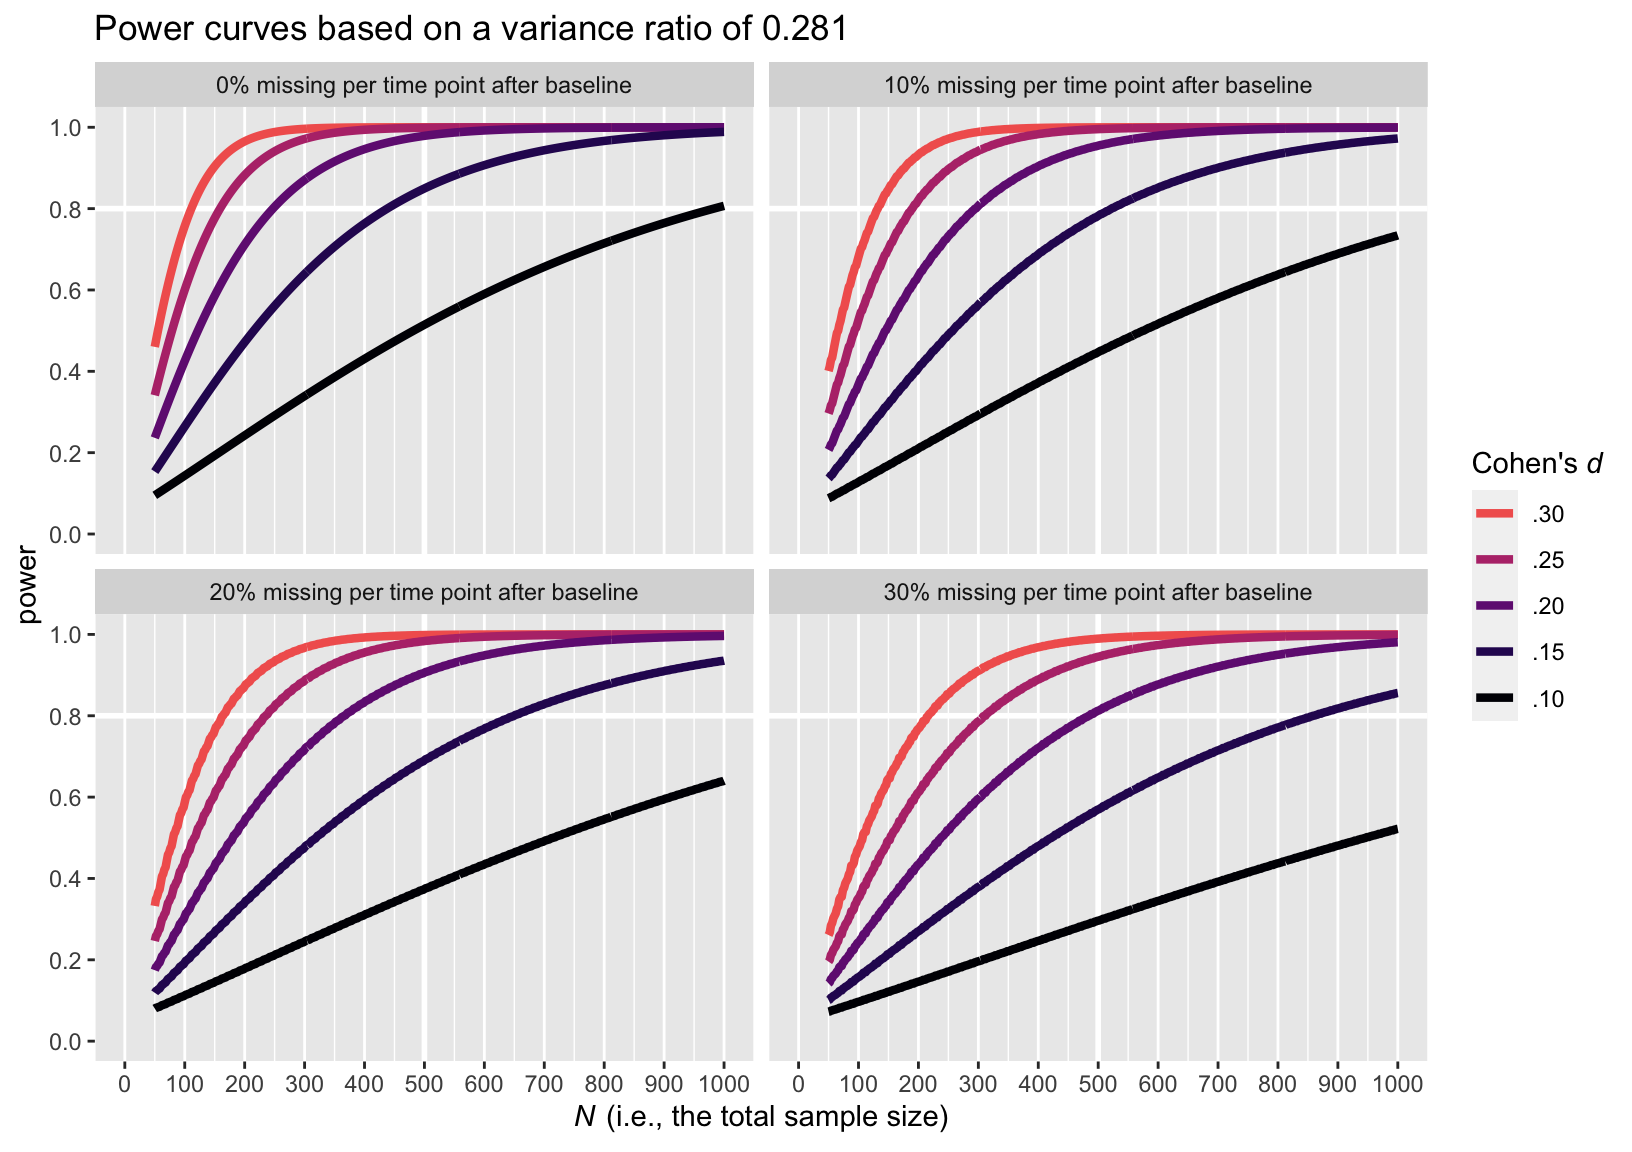 Power curves based on a variance ratio of 0.281
0% missing per time point after baseline
10% missing per time point after baseline
1.0
0.8
0.6
0.4
0.2
0.0
20% missing per time point after baseline
30% missing per time point after baseline
1.0
0.8
0.6
0.4
0.2
0.0
0 100 200 300 400 500 600 700 800 900 1000
0 100 200 300 400 500 600 700 800 900 1000
power
N (i.e., the total sample size)
Cohen's d
.30
.25
.20
.15
.10